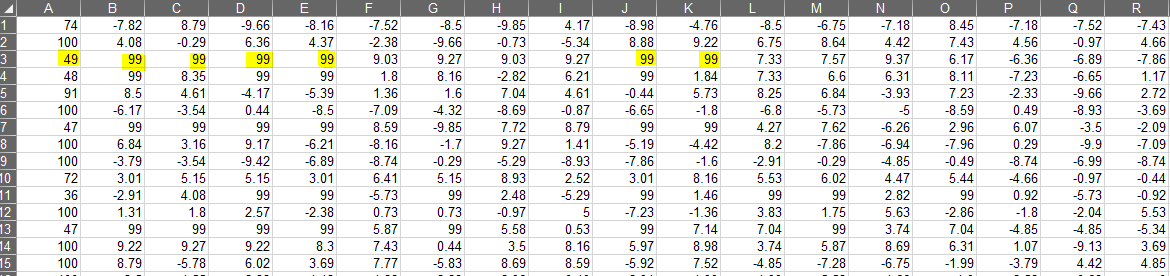 A B C D E F G H I J K L M N O P Q R
1 74 -7.82 8.79 -9.66 -8.16 -7.52 -8.5 -9.85 4.17 -8.98 -4.76 -8.5 -6.75 -7.18 8.45 -7.18 -7.52 -7.43
2 100 4.08 -0.29 6.36 4.37 -2.38 -9.66 -0.73 -5.34 8.88 9.22 6.75 8.64 4.42 7.43 4.56 -0.97 4.66
3 49 99 99 99 99 9.03 9.27 9.03 9.27 99 99 7.33 7.57 9.37 6.17 -6.36 -6.89 -7.86
4 48 99 8.35 99 99 1.8 8.16 -2.82 6.21 99 1.84 7.33 6.6 6.31 8.11 -7.23 -6.65 1.17
5 91 8.5 4.61 -4.17 -5.39 1.36 1.6 7.04 4.61 -0.44 5.73 8.25 6.84 -3.93 7.23 -2.33 -9.66 2.72
6 100 -6.17 -3.54 0.44 -8.5 -7.09 -4.32 -8.69 -0.87 -6.65 -1.8 -6.8 -5.73 -5 -8.59 0.49 -8.93 -3.69
7 47 99 99 99 99 8.59 -9.85 7.72 8.79 99 99 4.27 7.62 -6.26 2.96 6.07 -3.5 -2.09
8 100 6.84 3.16 9.17 -6.21 -8.16 -1.7 9.27 1.41 -5.19 -4.42 8.2 -7.86 -6.94 -7.96 0.29 -9.9 -7.09
9 100 -3.79 -3.54 -9.42 -6.89 -8.74 -0.29 -5.29 -8.93 -7.86 -1.6 -2.91 -0.29 -4.85 -0.49 -8.74 -6.99 -8.74
10 72 3.01 5.15 5.15 3.01 6.41 5.15 8.93 2.52 3.01 8.16 5.53 6.02 4.47 5.44 -4.66 -0.97 -0.44
11 36 -2.91 4.08 99 99 -5.73 99 2.48 -5.29 99 1.46 99 99 2.82 99 0.92 -5.73 -0.92
12 100 1.31 1.8 2.57 -2.38 0.73 0.73 -0.97 5 -7.23 -1.36 3.83 1.75 5.63 -2.86 -1.8 -2.04 5.53
13 47 99 99 99 99 5.87 99 5.58 0.53 99 7.14 7.04 99 3.74 7.04 -4.85 -4.85 -5.34
14 100 9.22 9.27 9.22 8.3 7.43 0.44 3.5 8.16 5.97 8.98 3.74 5.87 8.69 6.31 1.07 -9.13 3.69
15 100 8.79 -5.78 6.02 3.69 7.77 -5.83 8.69 8.59 -5.92 7.52 -4.85 -7.28 -6.75 -1.99 -3.79 4.42 4.85